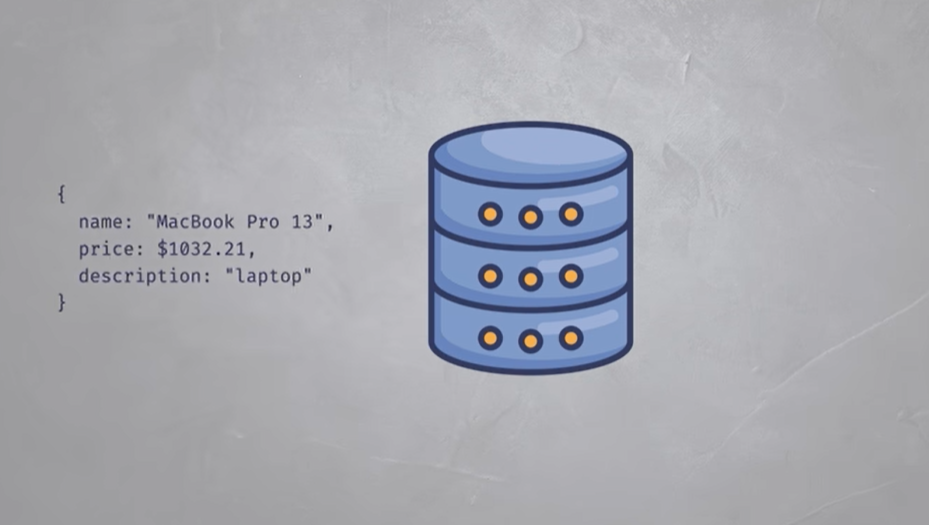 {
name: "MacBook Pro 13",
price: $1032.21,
description: "laptop"
}